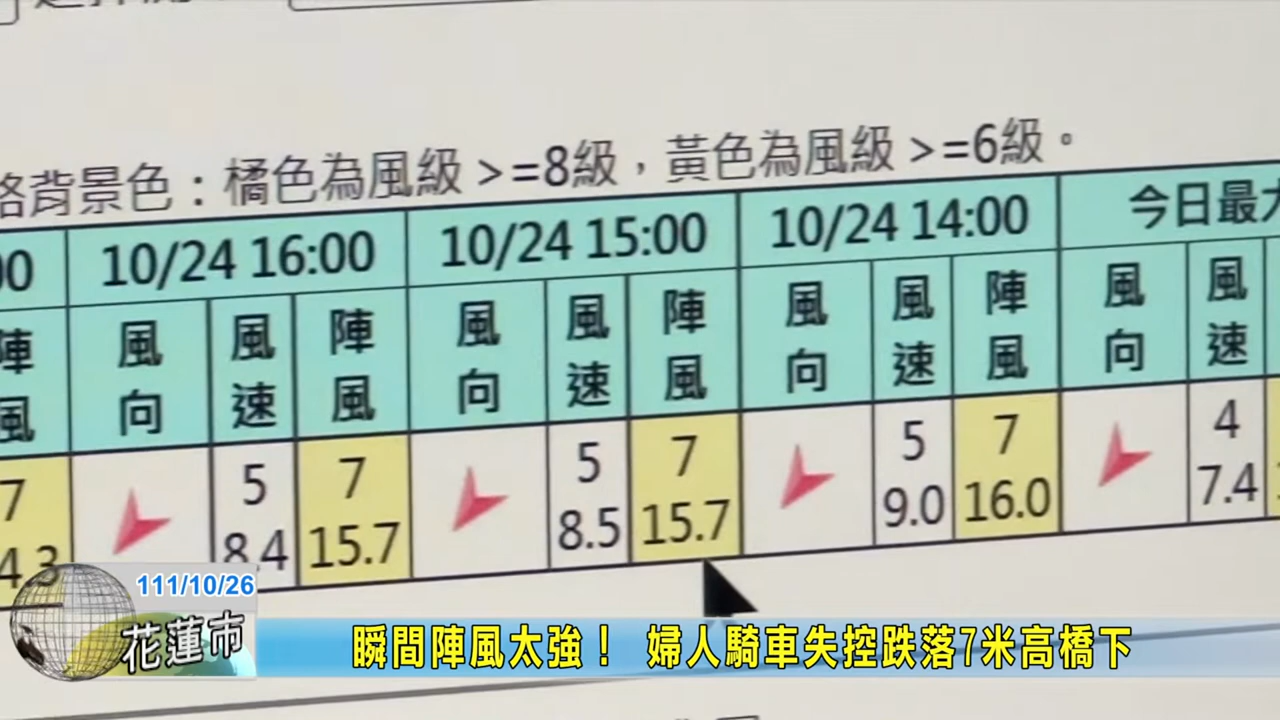 格背景色：橘色為風級 >=8級，黃色為風級 >=6級。
10/24 16:00 10/24 15:00 10/24 14:00 今日最
風向 風速 陣風 風向 風速 陣風 風向 風速 陣風 風向 風速
7 5 7 5 7 5 7 4
4.3 8.4 15.7 8.5 15.7 9.0 16.0 7.4
111/10/26
花蓮市
瞬間陣風太強！ 婦人騎車失控跌落7米高橋下